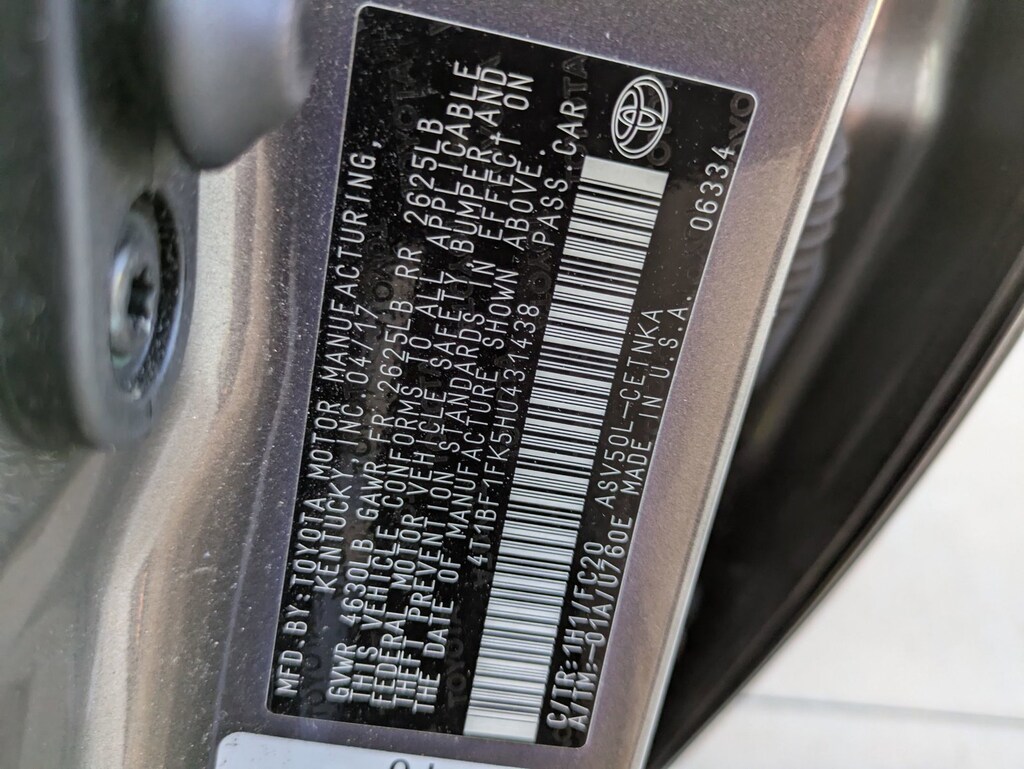 MFD.BY:TOYOTA MOTOR MANUFACTURING,
KENTUCKY,INC.04/17
GVWR 4630LB GAWR FR 2625LB RR 2625LB
THIS VEHICLE CONFORMS TO ALL APPLICABLE
FEDERAL MOTOR VEHICLE SAFETY,BUMPER,AND
THEFT PREVENTION STANDARDS IN EFFECT ON
THE DATE OF MANUFACTURE SHOWN ABOVE.
4T1BF1FK5HU431438 PASS.CAR
C/TR:1H1/FC20 ASV50L-CETNKA
A/TM:-01A/U760E MADE IN U.S.A. 06334